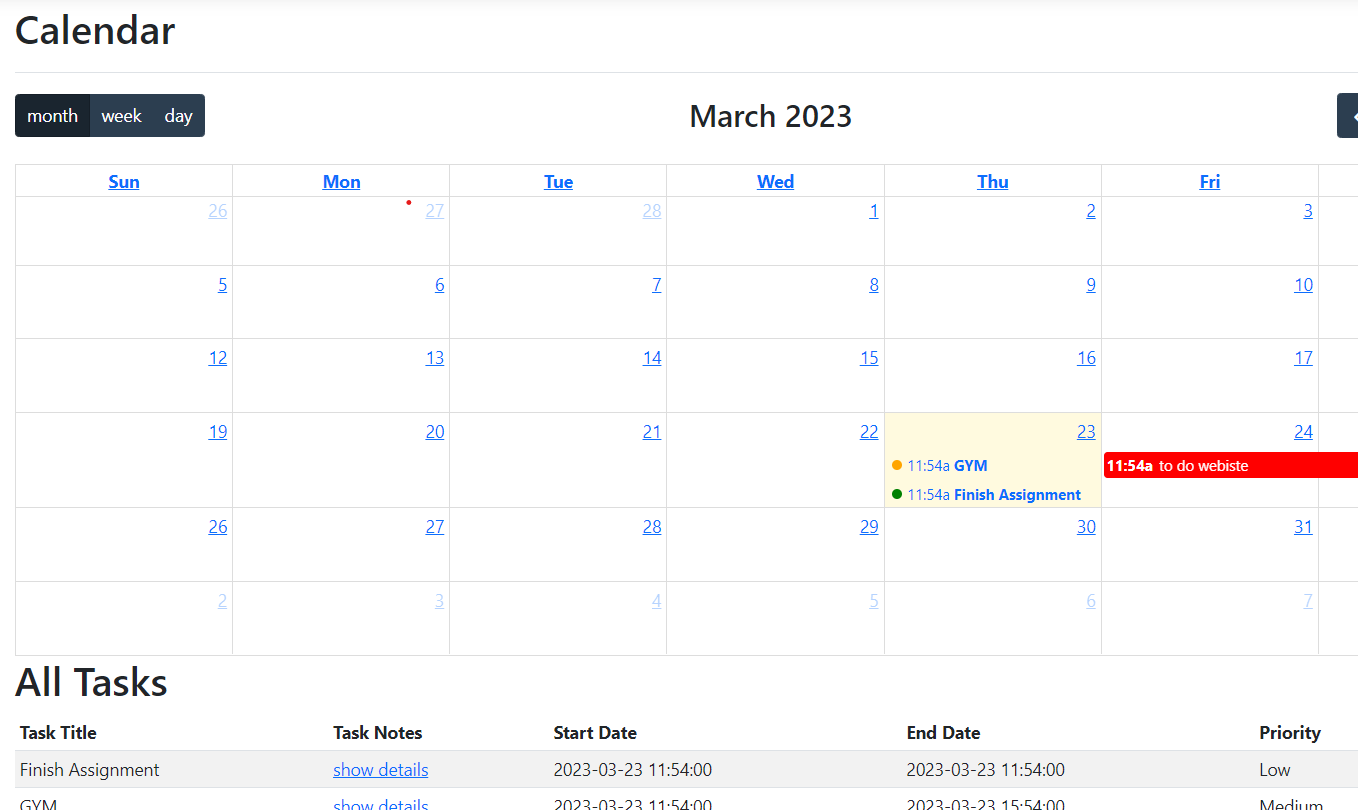 Calendar
month week day
March 2023
Sun Mon Tue Wed Thu Fri
26 27 28 1 2 3
5 6 7 8 9 10
12 13 14 15 16 17
19 20 21 22 23 24
11:54a GYM
11:54a to do webiste
11:54a Finish Assignment
26 27 28 29 30 31
2 3 4 5 6 7
All Tasks
Task Title Task Notes Start Date End Date Priority
Finish Assignment show details 2023-03-23 11:54:00 2023-03-23 11:54:00 Low
GYM show details 2023-03-23 11:54:00 2023-03-23 15:54:00 Medium